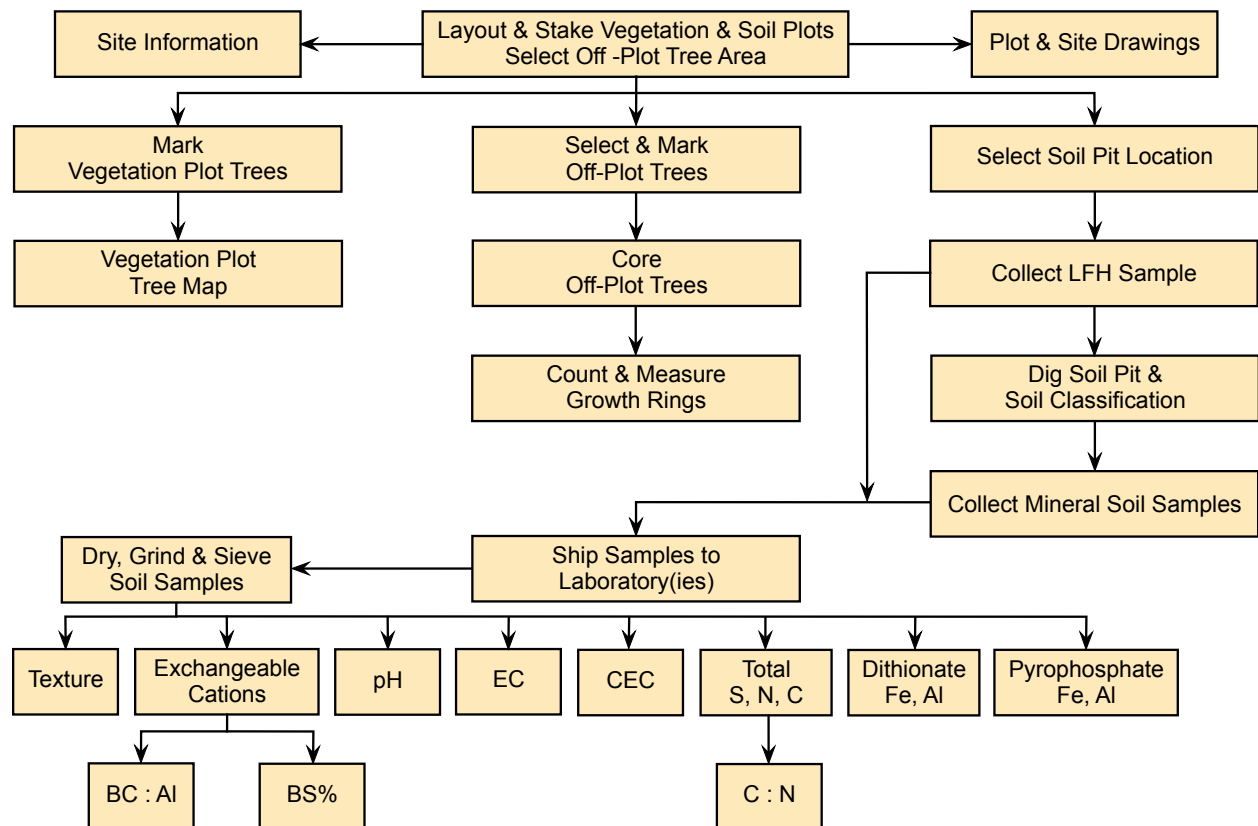 Site Information
Layout & Stake Vegetation & Soil Plots
Select Off -Plot Tree Area
Plot & Site Drawings
Mark
Vegetation Plot Trees
Select & Mark
Off-Plot Trees
Select Soil Pit Location
Vegetation Plot
Tree Map
Core
Off-Plot Trees
Collect LFH Sample
Count & Measure
Growth Rings
Dig Soil Pit &
Soil Classification
Collect Mineral Soil Samples
Dry, Grind & Sieve
Soil Samples
Ship Samples to
Laboratory(ies)
Texture
Exchangeable
Cations
pH
EC
CEC
Total
S, N, C
Dithionate
Fe, Al
Pyrophosphate
Fe, Al
BC : Al
BS%
C : N